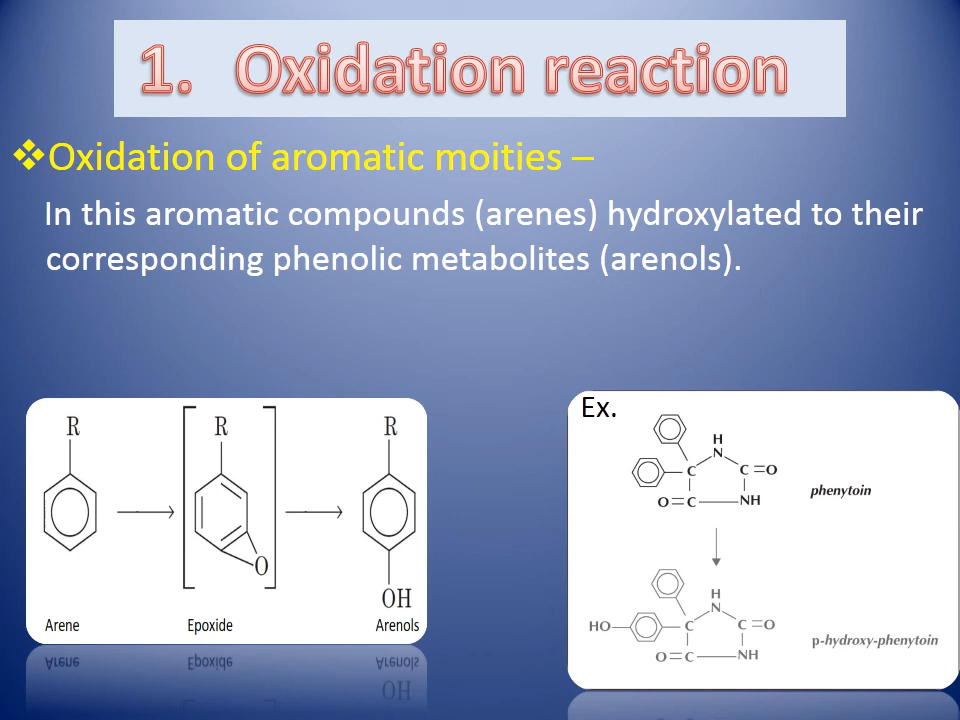 1. Oxidation reaction
❖Oxidation of aromatic moities –
In this aromatic compounds (arenes) hydroxylated to their
corresponding phenolic metabolites (arenols).
R
R
R
O
OH
Arene
Epoxide
Arenols
Ex.
H
N
C
C=O
O=C
NH
phenytoin
H
N
HO
C
C=O
O=C
NH
p-hydroxy-phenytoin